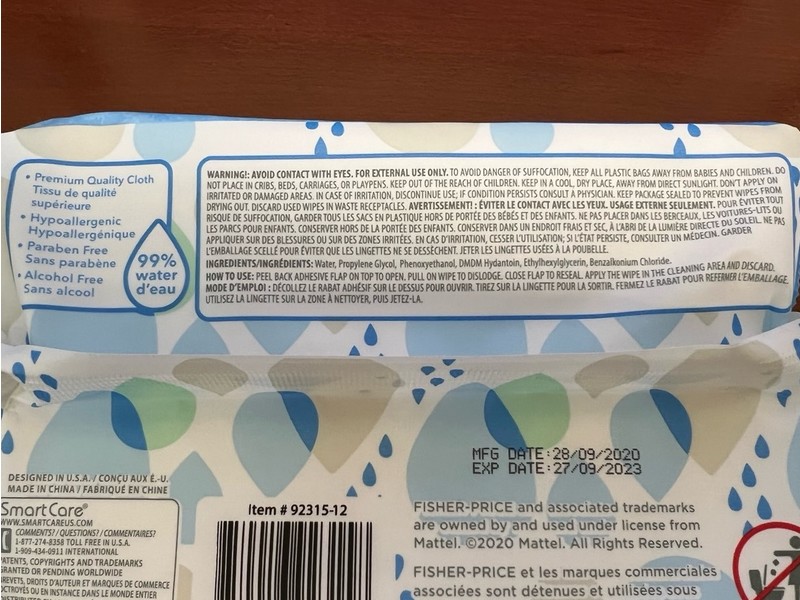 • Premium Quality Cloth
Tissu de qualité
supérieure
• Hypoallergenic
Hypoallergénique
• Paraben Free
Sans parabène
• Alcohol Free
Sans alcool
99%
water
d'eau
WARNING!: AVOID CONTACT WITH EYES. FOR EXTERNAL USE ONLY. TO AVOID DANGER OF SUFFOCATION, KEEP ALL PLASTIC BAGS AWAY FROM BABIES AND CHILDREN. DO
NOT PLACE IN CRIBS, BEDS, CARRIAGES, OR PLAYPENS. KEEP OUT OF THE REACH OF CHILDREN. KEEP IN A COOL, DRY PLACE, AWAY FROM DIRECT SUNLIGHT. DON'T APPLY ON
IRRITATED OR DAMAGED AREAS. IN CASE OF IRRITATION, DISCONTINUE USE; IF CONDITION PERSISTS CONSULT A PHYSICIAN. KEEP PACKAGE SEALED TO PREVENT WIPES FROM
DRYING OUT. DISCARD USED WIPES IN WASTE RECEPTACLES. AVERTISSEMENT! : ÉVITER LE CONTACT AVEC LES YEUX. USAGE EXTERNE SEULEMENT. POUR ÉVITER TOUT
RISQUE DE SUFFOCATION, GARDER TOUS LES SACS EN PLASTIQUE HORS DE PORTÉE DES BÉBÉS ET DES ENFANTS. NE PAS PLACER DANS LES BERCEAUX, LES VOITURES-LITS OU
LES PARCS POUR ENFANTS. CONSERVER HORS DE LA PORTÉE DES ENFANTS. CONSERVER DANS UN ENDROIT FRAIS ET SEC, À L'ABRI DE LA LUMIÈRE DIRECTE DU SOLEIL. NE PAS
APPLIQUER SUR DES BLESSURES OU SUR DES ZONES IRRITÉES. EN CAS D'IRRITATION, CESSER L'UTILISATION; SI L'ÉTAT PERSISTE, CONSULTER UN MÉDECIN. GARDER
L'EMBALLAGE SCELLÉ POUR ÉVITER QUE LES LINGETTES NE SE DESSÈCHENT. JETER LES LINGETTES USÉES À LA POUBELLE.
INGREDIENTS/INGRÉDIENTS: Water, Propylene Glycol, Phenoxyethanol, DMDM Hydantoin, Ethylhexylglycerin, Benzalkonium Chloride.
HOW TO USE: PEEL BACK ADHESIVE FLAP ON TOP TO OPEN. PULL ON WIPE TO DISLODGE. CLOSE FLAP TO RESEAL. APPLY THE WIPE IN THE CLEANING AREA AND DISCARD.
MODE D'EMPLOI : DÉCOLLEZ LE RABAT ADHÉSIF SUR LE DESSUS POUR OUVRIR. TIREZ SUR LA LINGETTE POUR LA SORTIR. FERMEZ LE RABAT POUR REFERMER L'EMBALLAGE.
UTILISEZ LA LINGETTE SUR LA ZONE À NETTOYER, PUIS JETEZ-LA.
MFG DATE:28/09/2020
EXP DATE:27/09/2023
DESIGNED IN U.S.A./ CONÇU AUX É.-U.
MADE IN CHINA / FABRIQUÉ EN CHINE
SmartCare®
WWW.SMARTCAREUS.COM
COMMENTS?/ QUESTIONS?/ COMMENTAIRES?
1-877-274-8358 TOLL FREE IN U.S.A.
1-909-434-0911 INTERNATIONAL
PATENTS, COPYRIGHTS AND TRADEMARKS
GRANTED OR PENDING WORLDWIDE
BREVETS, DROITS D'AUTEUR ET MARQUES DE COMMERCE
OCTROYÉS OU EN INSTANCE DANS LE MONDE ENTIER
Item # 92315-12
FISHER-PRICE and associated trademarks
are owned by and used under license from
Mattel. ©2020 Mattel. All Rights Reserved.
FISHER-PRICE et les marques commerciales
associées sont détenues et utilisées sous